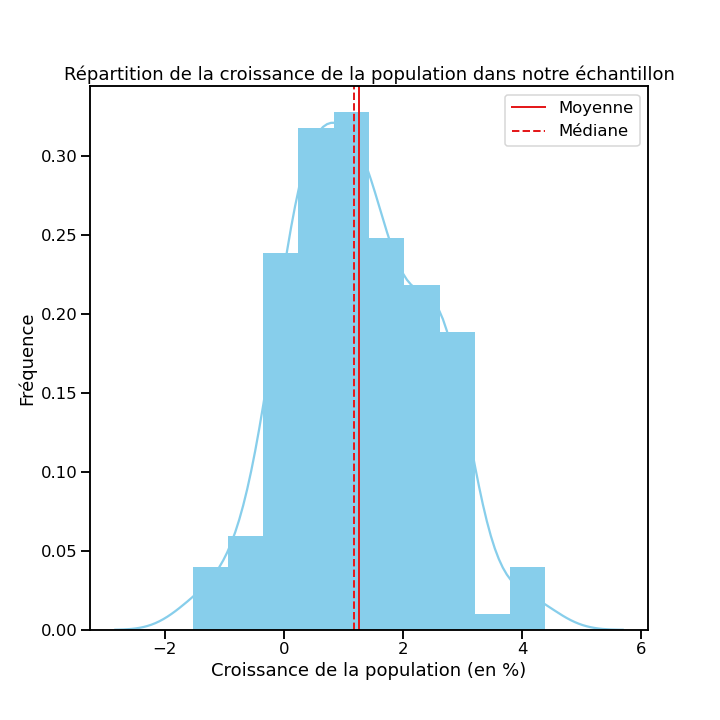 Répartition de la croissance de la population dans notre échantillon
Moyenne
Médiane
0.30
0.25
0.20
0.15
0.10
0.05
0.00
Fréquence
−2
0
2
4
6
Croissance de la population (en %)